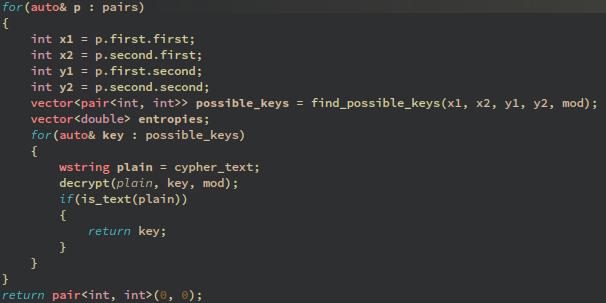 for(auto& p : pairs)
{
    int x1 = p.first.first;
    int x2 = p.second.first;
    int y1 = p.first.second;
    int y2 = p.second.second;
    vector<pair<int, int>> possible_keys = find_possible_keys(x1, x2, y1, y2, mod);
    vector<double> entropies;
    for(auto& key : possible_keys)
    {
        wstring plain = cypher_text;
        decrypt(plain, key, mod);
        if(is_text(plain))
        {
            return key;
        }
    }
}
return pair<int, int>(0, 0);